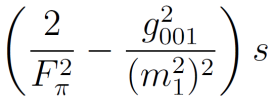 \left( \frac{2}{F_\pi^2} - \frac{g_{001}^2}{(m_1^2)^2} \right) s